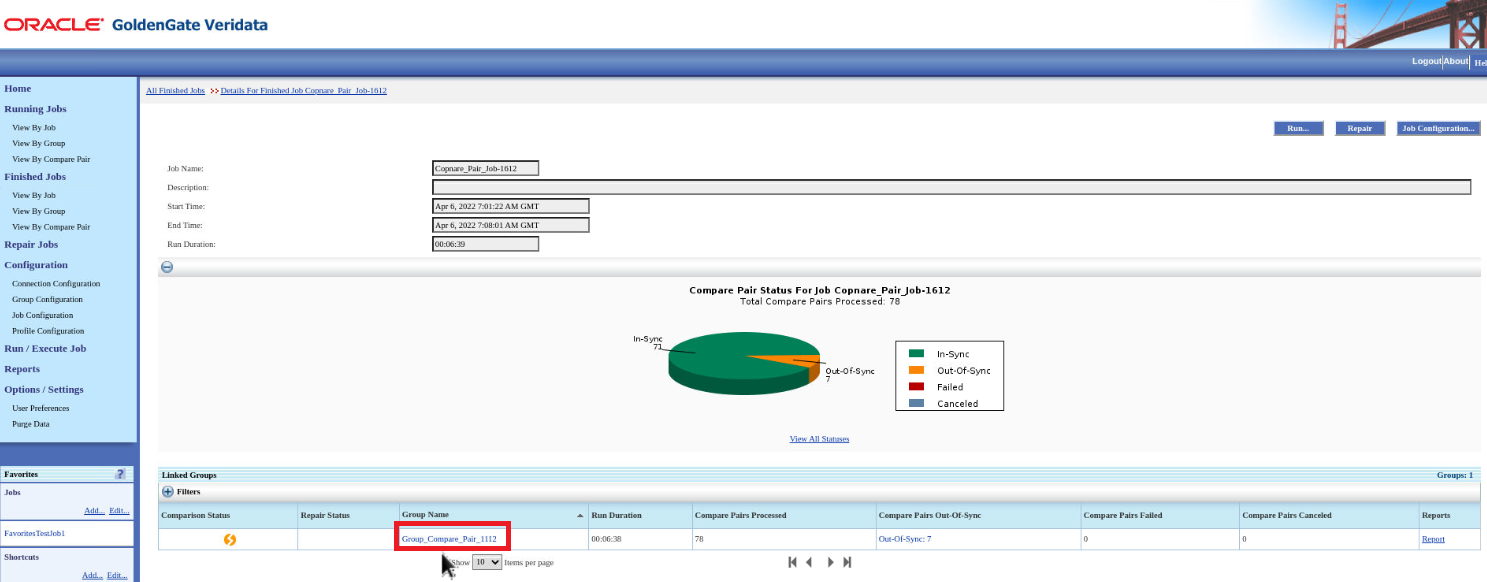 ORACLE GoldenGate Veridata
Logout About
Home
Running Jobs
View By Job
View By Group
View By Compare Pair
Finished Jobs
View By Job
View By Group
View By Compare Pair
Repair Jobs
Configuration
Connection Configuration
Group Configuration
Job Configuration
Profile Configuration
Run / Execute Job
Reports
Options / Settings
User Preferences
Purge Data
Favorites ?
Jobs
Add... Edit...
FavoritesTestJob1
Shortcuts
Add... Edit...
All Finished Jobs >> Details For Finished Job Copnare_Pair_Job-1612
Run... Repair Job Configuration...
Job Name: Copnare_Pair_Job-1612
Description:
Start Time: Apr 6, 2022 7:01:22 AM GMT
End Time: Apr 6, 2022 7:08:01 AM GMT
Run Duration: 00:06:39
Compare Pair Status For Job Copnare_Pair_Job-1612
Total Compare Pairs Processed: 78
In-Sync
71
Out-Of-Sync
7
In-Sync
Out-Of-Sync
Failed
Canceled
View All Statuses
Linked Groups Groups: 1
Filters
Comparison Status Repair Status Group Name Run Duration Compare Pairs Processed Compare Pairs Out-Of-Sync Compare Pairs Failed Compare Pairs Canceled Reports
Group_Compare_Pair_1112 00:06:38 78 Out-Of-Sync: 7 0 0 Report
Show 10 Items per page